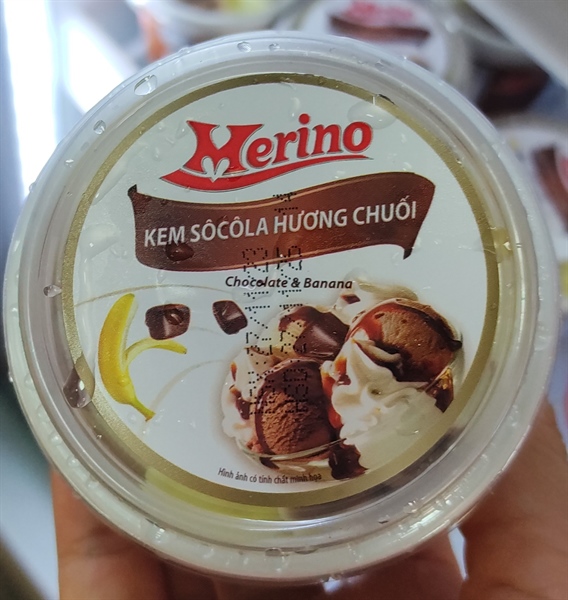 Merino
KEM SÔCÔLA HƯƠNG CHUỐI
Chocolate & Banana
Hình ảnh có tính chất minh họa